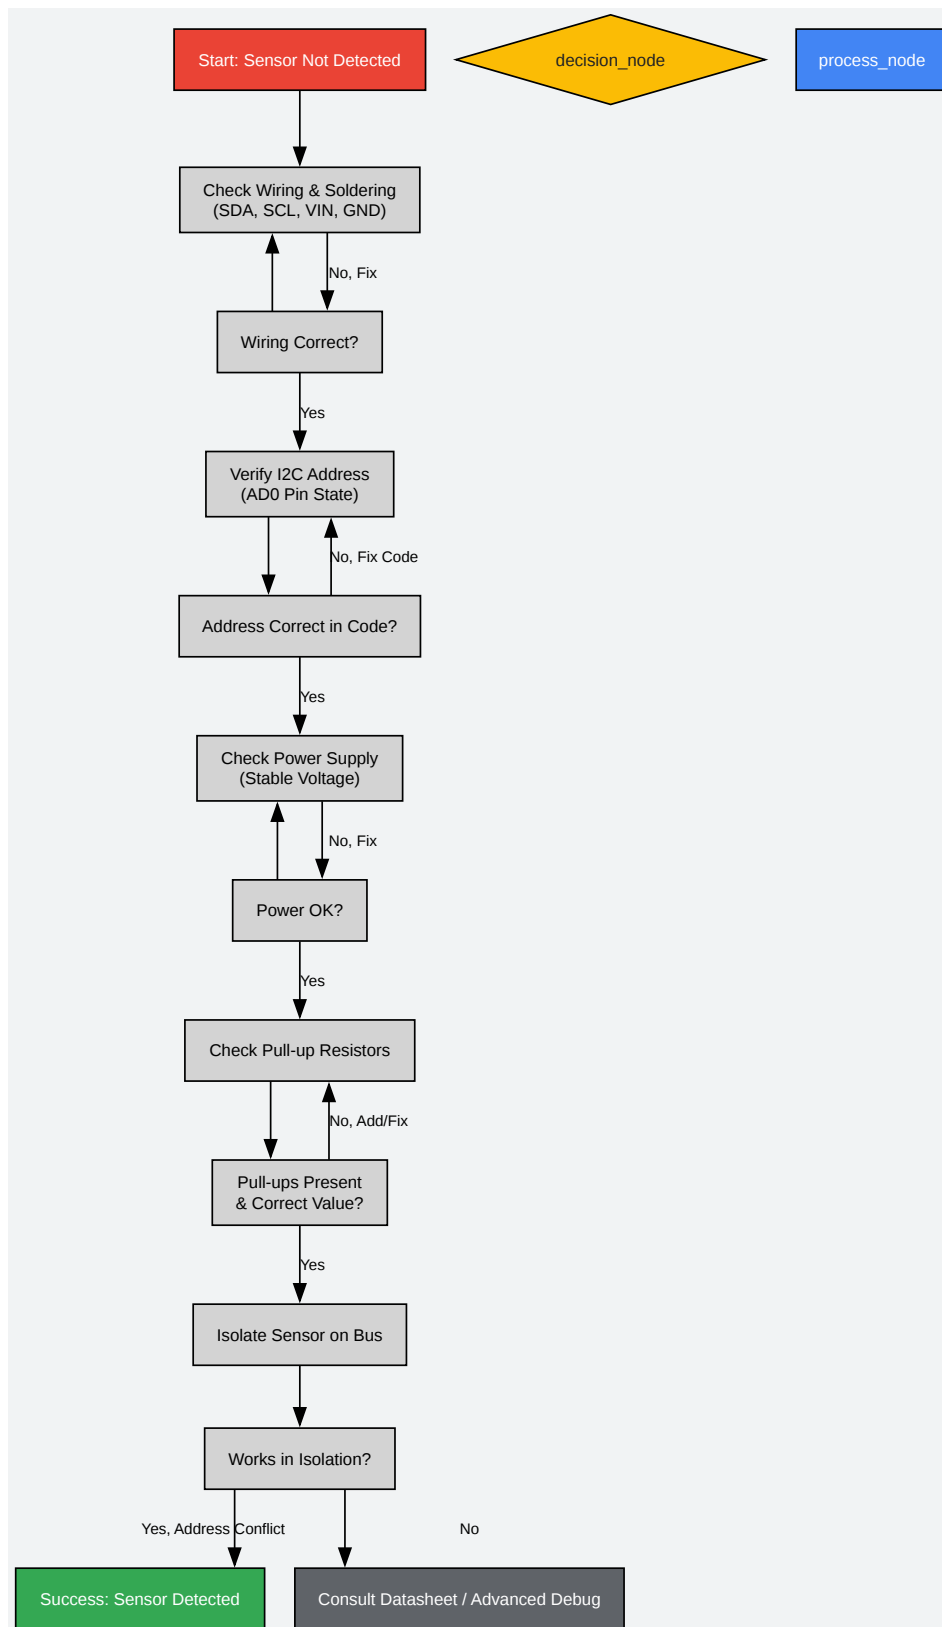 Start: Sensor Not Detected
decision_node
process_node
Check Wiring & Soldering
(SDA, SCL, VIN, GND)
No, Fix
Wiring Correct?
Yes
Verify I2C Address
(AD0 Pin State)
No, Fix Code
Address Correct in Code?
Yes
Check Power Supply
(Stable Voltage)
No, Fix
Power OK?
Yes
Check Pull-up Resistors
No, Add/Fix
Pull-ups Present
& Correct Value?
Yes
Isolate Sensor on Bus
Works in Isolation?
Yes, Address Conflict
No
Success: Sensor Detected
Consult Datasheet / Advanced Debug